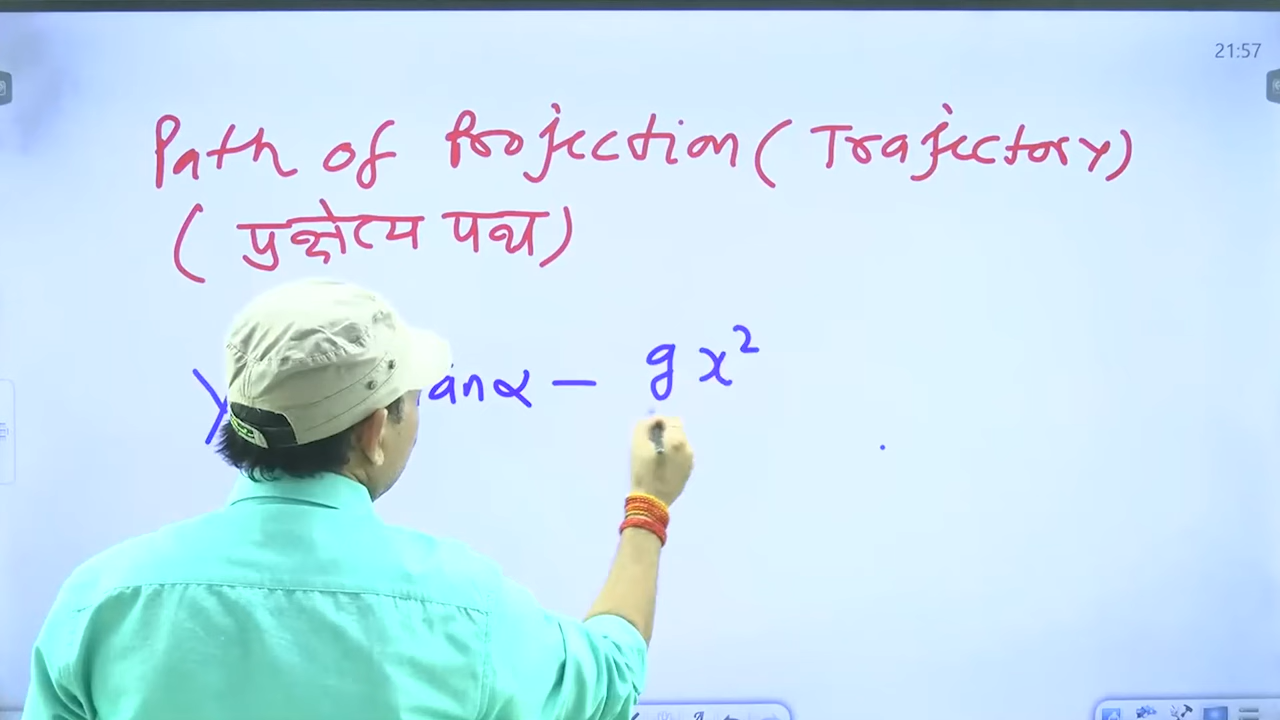 21:57
Path of Projection (Trajectory)
(प्रक्षेप्य पथ)
y anα - gx²